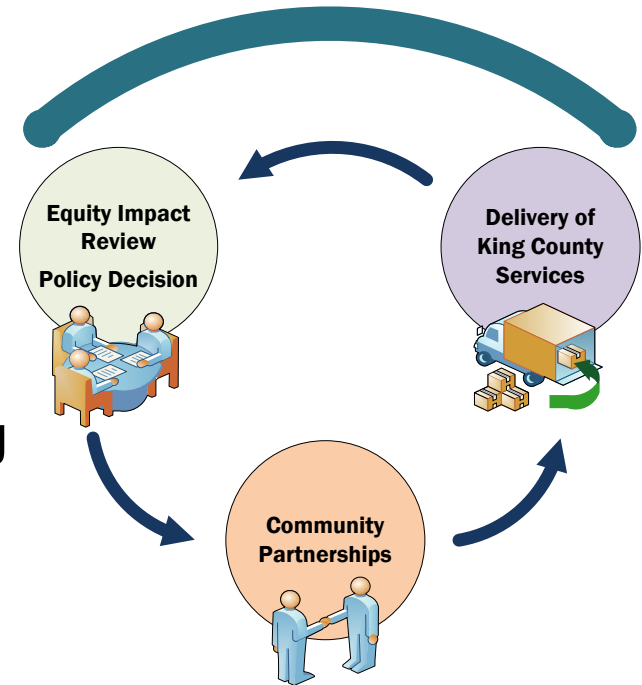 Equity Impact
Review
Policy Decision
Delivery of
King County
Services
Community
Partnerships